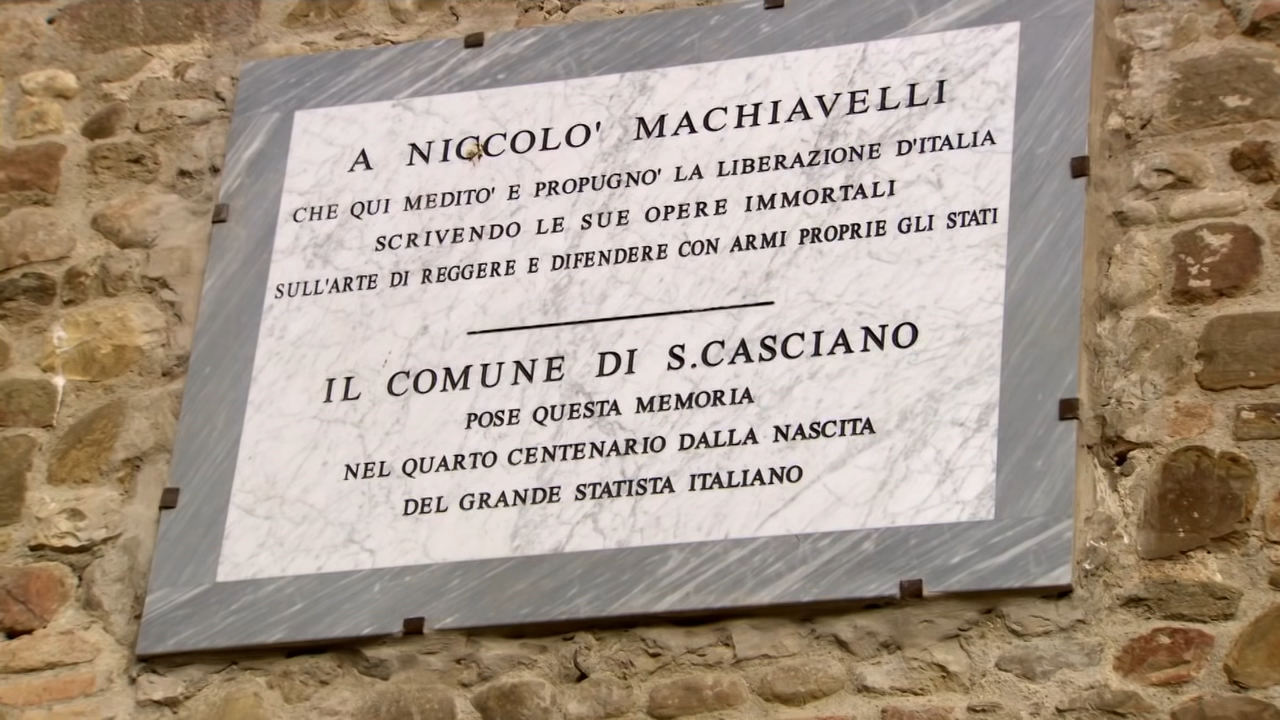 A NICCOLO' MACHIAVELLI
CHE QUI MEDITO' E PROPUGNO' LA LIBERAZIONE D'ITALIA
SCRIVENDO LE SUE OPERE IMMORTALI
SULL'ARTE DI REGGERE E DIFENDERE CON ARMI PROPRIE GLI STATI
IL COMUNE DI S.CASCIANO
POSE QUESTA MEMORIA
NEL QUARTO CENTENARIO DALLA NASCITA
DEL GRANDE STATISTA ITALIANO